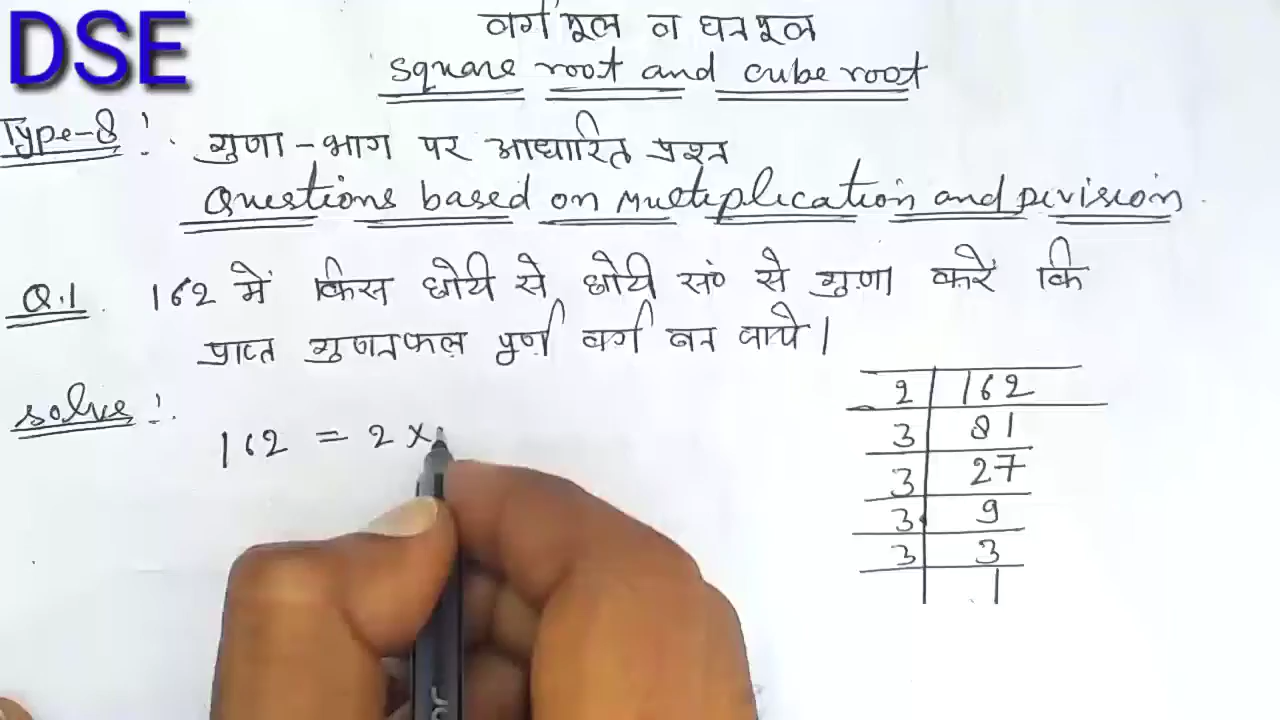 DSE
वर्ग मूल व घनमूल
square root and cube root
Type-8 :. गुणा - भाग पर आधारित प्रश्न
Questions based on Multiplication and Division.
Q.1. 162 में किस छोटी से छोटी सं० से गुणा करें कि
प्राप्त गुणनफल पूर्ण वर्ग बन जाये।
solve :.
162 = 2 ×
2 162
3 81
3 27
3 9
3 3
1